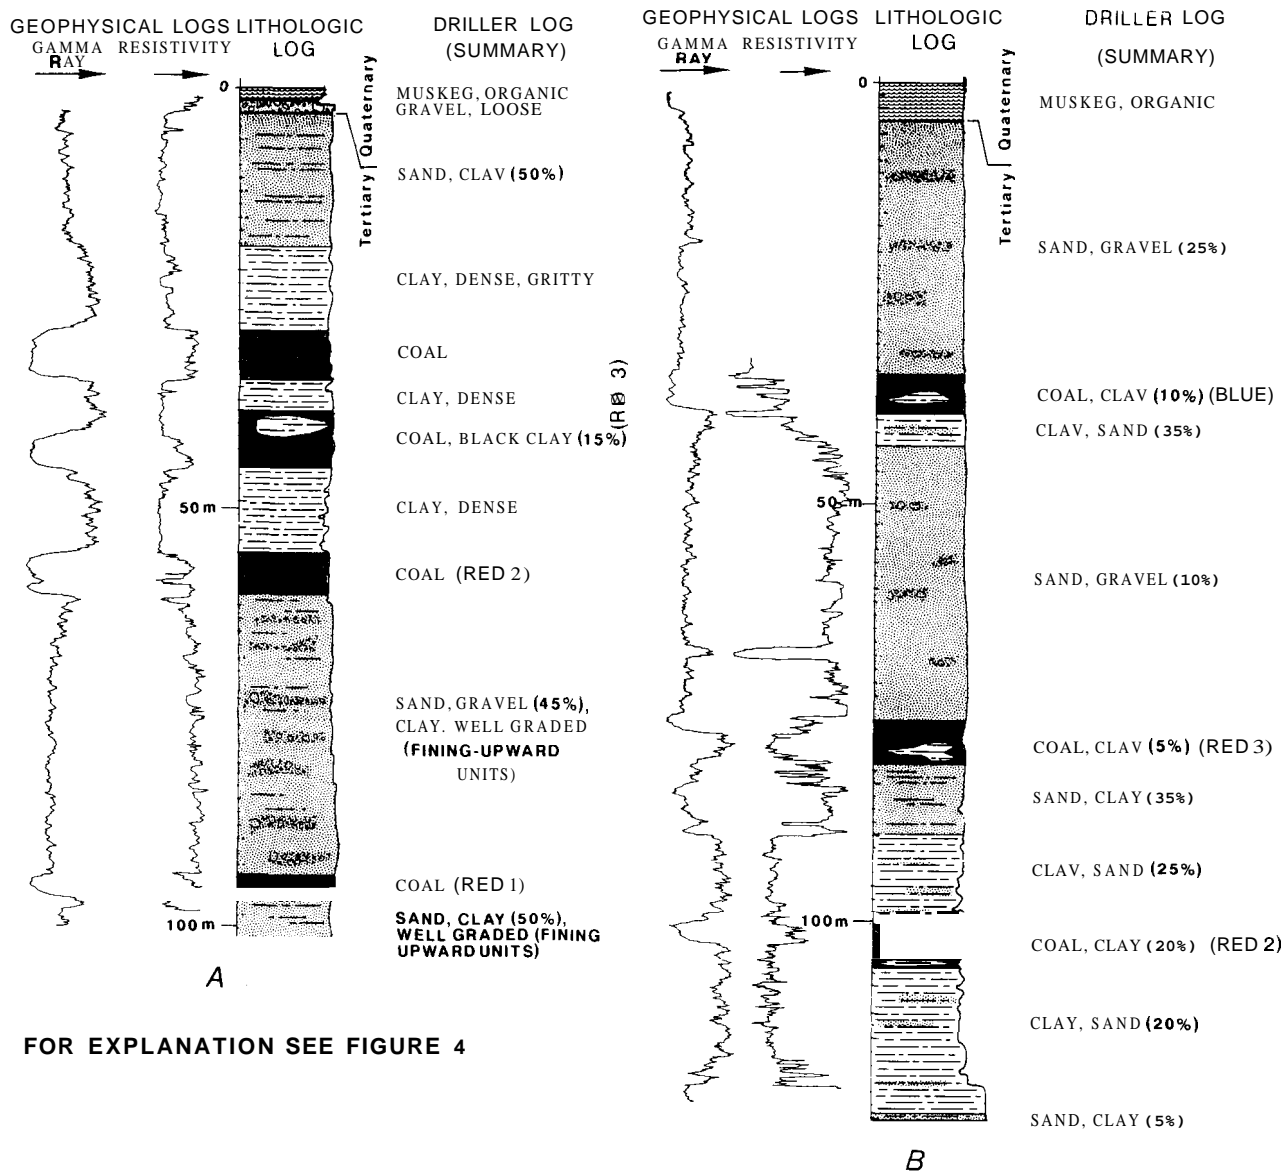 GEOPHYSICAL LOGS LITHOLOGIC LOG
DRILLER LOG
(SUMMARY)
GAMMA RAY
RESISTIVITY
0
Quaternary
Tertiary
MUSKEG, ORGANIC
GRAVEL, LOOSE
SAND, CLAV (50%)
CLAY, DENSE, GRITTY
COAL
CLAY, DENSE
COAL, BLACK CLAY (15%)
(RED 3)
50 m
CLAY, DENSE
COAL (RED 2)
SAND, GRAVEL (45%),
CLAY. WELL GRADED
(FINING-UPWARD
UNITS)
COAL (RED 1)
100 m
SAND, CLAY (50%),
WELL GRADED (FINING
UPWARD UNITS)
A
FOR EXPLANATION SEE FIGURE 4
GEOPHYSICAL LOGS LITHOLOGIC LOG
DRILLER LOG
(SUMMARY)
GAMMA RAY
RESISTIVITY
0
Quaternary
Tertiary
MUSKEG, ORGANIC
SAND, GRAVEL (25%)
COAL, CLAV (10%) (BLUE)
CLAV, SAND (35%)
50 m
SAND, GRAVEL (10%)
COAL, CLAV (5%) (RED 3)
SAND, CLAY (35%)
CLAV, SAND (25%)
100 m
COAL, CLAY (20%) (RED 2)
CLAY, SAND (20%)
SAND, CLAY (5%)
B